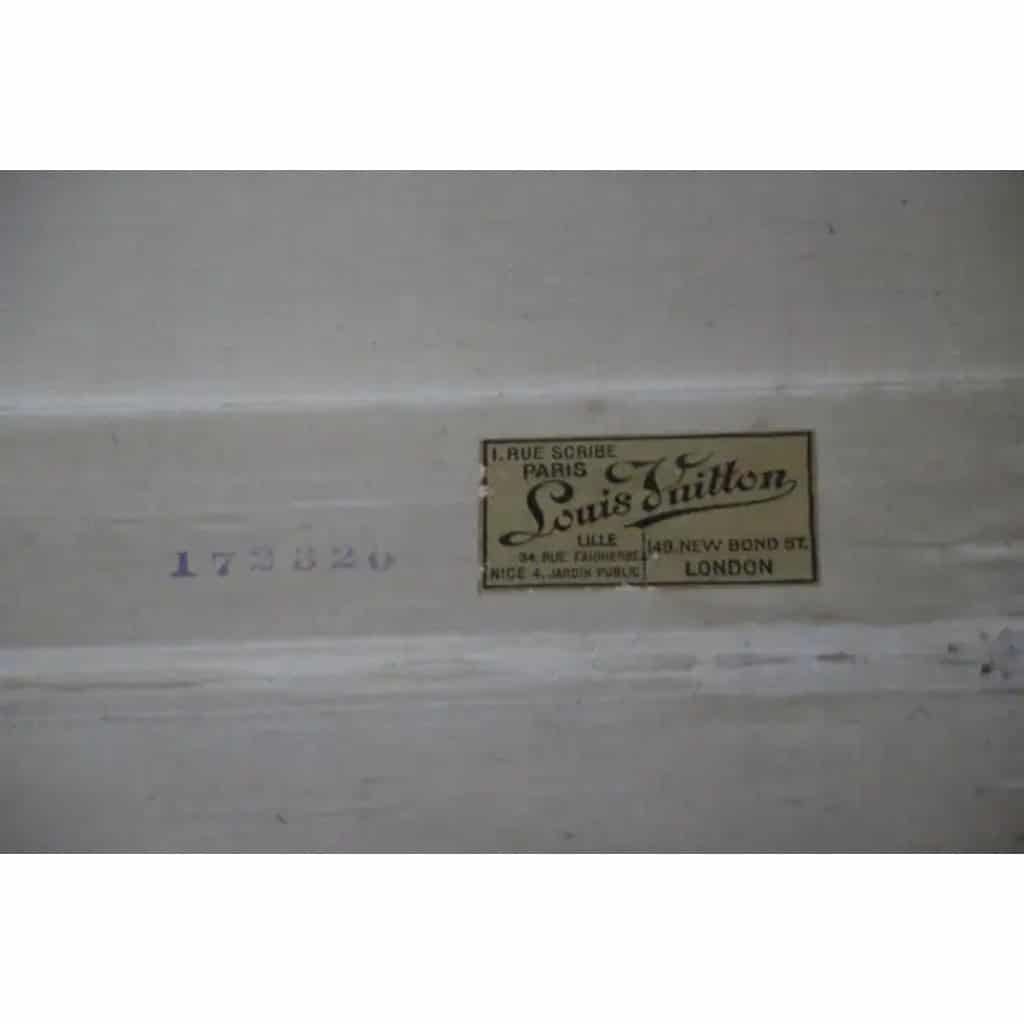 1. RUE SCRIBE
PARIS
Louis Vuitton
LILLE
34. RUE FAIDHERBE
NICE 4. JARDIN PUBLIC
149. NEW BOND ST.
LONDON
172320